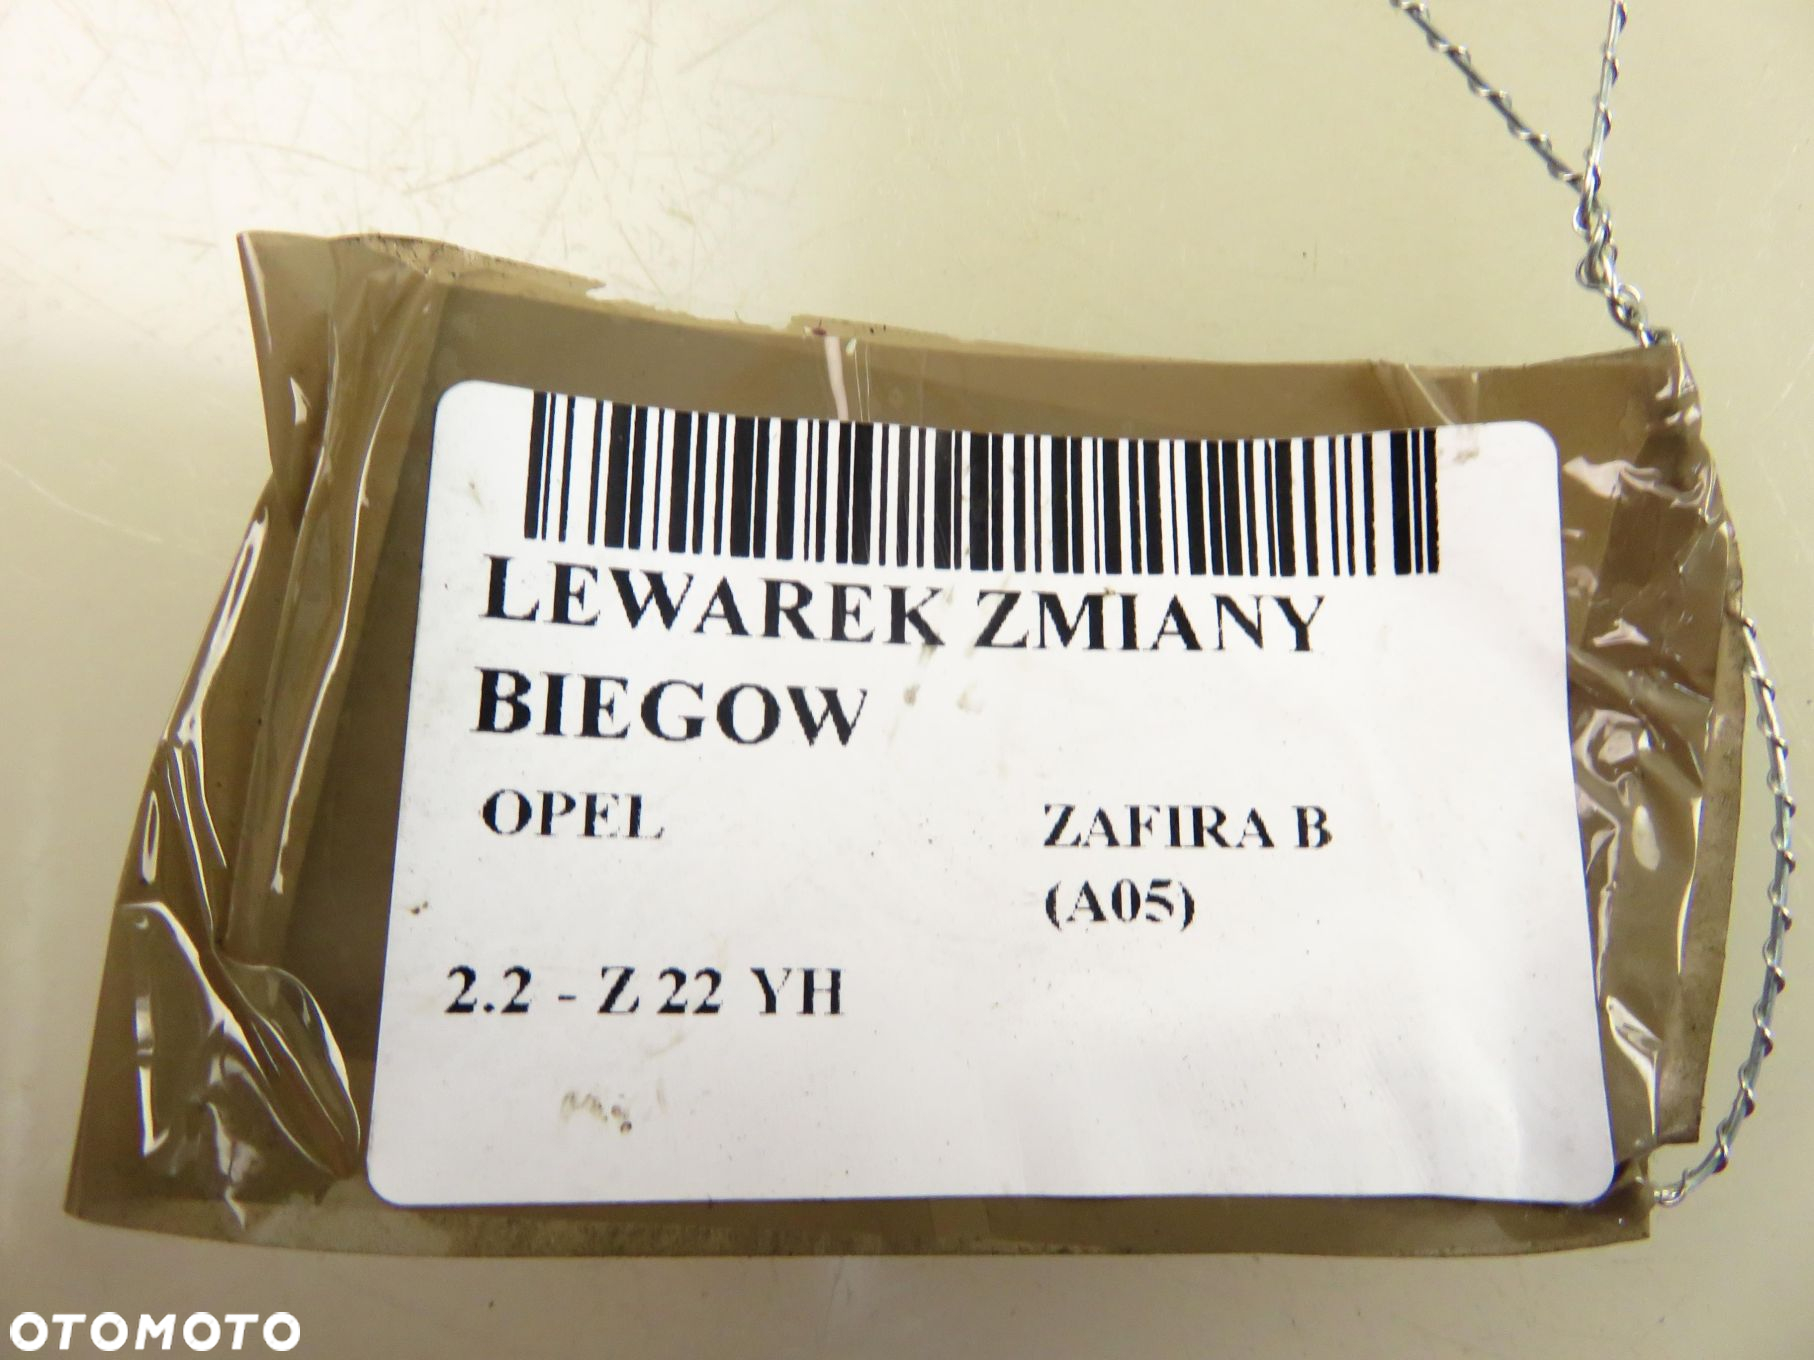 LEWAREK ZMIANY
BIEGOW
OPEL
ZAFIRA B
(A05)
2.2 - Z 22 YH
OTOMOTO